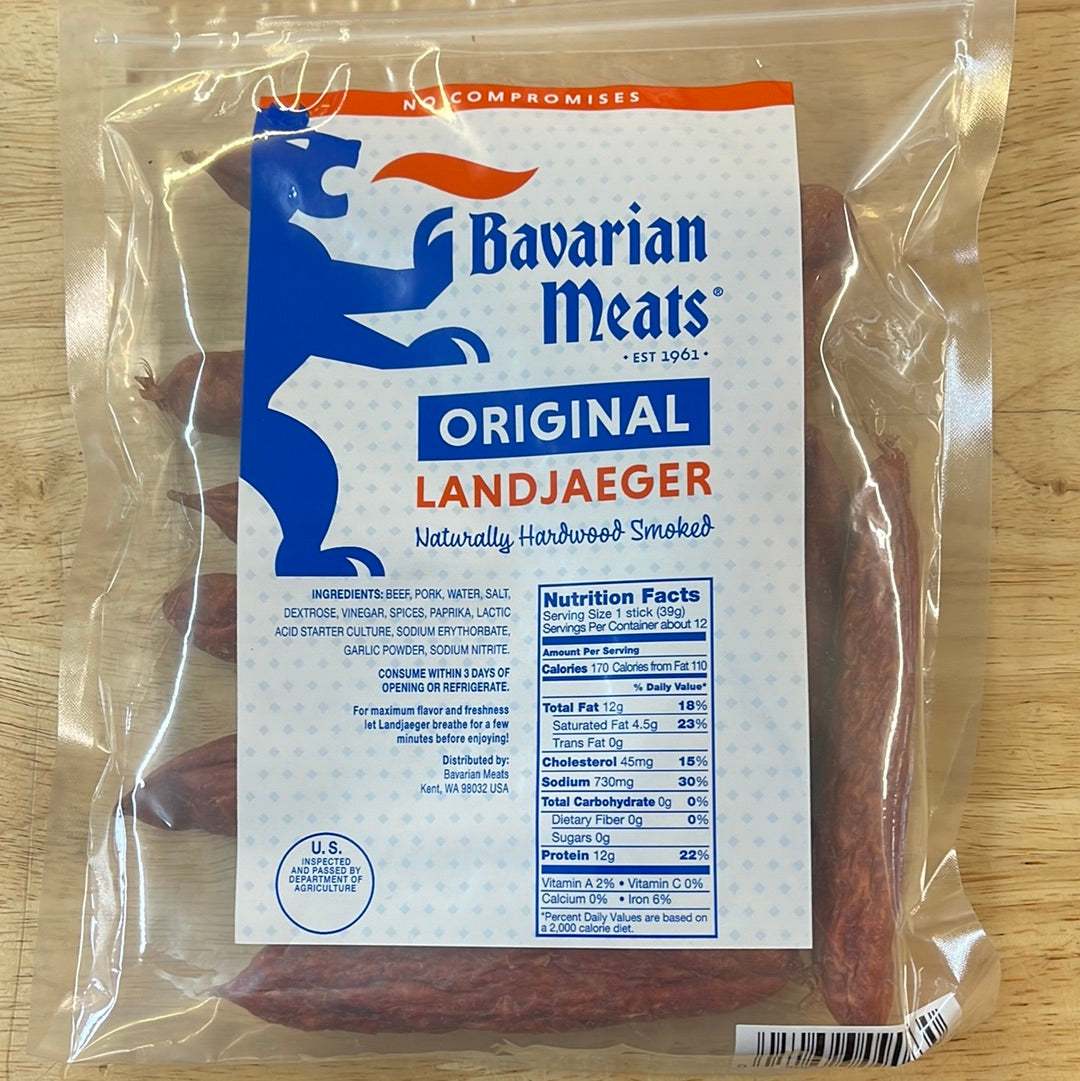 NO COMPROMISES
Bavarian
Meats®
• EST 1961 •
ORIGINAL
LANDJAEGER
Naturally Hardwood Smoked
INGREDIENTS: BEEF, PORK, WATER, SALT,
DEXTROSE, VINEGAR, SPICES, PAPRIKA, LACTIC
ACID STARTER CULTURE, SODIUM ERYTHORBATE,
GARLIC POWDER, SODIUM NITRITE.
CONSUME WITHIN 3 DAYS OF
OPENING OR REFRIGERATE.
For maximum flavor and freshness
let Landjaeger breathe for a few
minutes before enjoying!
Distributed by:
Bavarian Meats
Kent, WA 98032 USA
U. S.
INSPECTED
AND PASSED BY
DEPARTMENT OF
AGRICULTURE
Nutrition Facts
Serving Size 1 stick (39g)
Servings Per Container about 12
Amount Per Serving
Calories 170 Calories from Fat 110
% Daily Value*
Total Fat 12g 18%
Saturated Fat 4.5g 23%
Trans Fat 0g
Cholesterol 45mg 15%
Sodium 730mg 30%
Total Carbohydrate 0g 0%
Dietary Fiber 0g 0%
Sugars 0g
Protein 12g 22%
Vitamin A 2% • Vitamin C 0%
Calcium 0% • Iron 6%
*Percent Daily Values are based on
a 2,000 calorie diet.